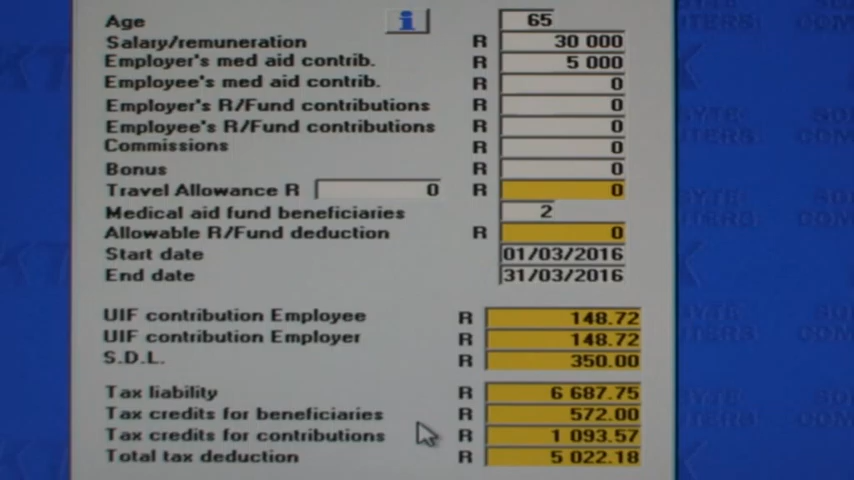 Age 65
Salary/remuneration R 30 000
Employer's med aid contrib. R 5 000
Employee's med aid contrib. R 0
Employer's R/Fund contributions R 0
Employee's R/Fund contributions R 0
Commissions R 0
Bonus R 0
Travel Allowance R 0 R 0
Medical aid fund beneficiaries 2
Allowable R/Fund deduction R 0
Start date 01/03/2016
End date 31/03/2016
UIF contribution Employee R 148.72
UIF contribution Employer R 148.72
S.D.L. R 350.00
Tax liability R 6 687.75
Tax credits for beneficiaries R 572.00
Tax credits for contributions R 1 093.57
Total tax deduction R 5 022.18